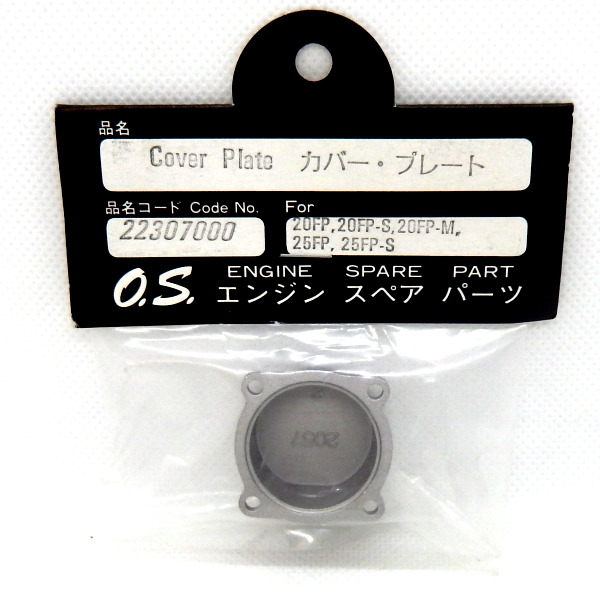 品名
Cover Plate カバー・プレート
品名コード Code No.
22307000
For
20FP,20FP-S,20FP-M,
25FP, 25FP-S
O.S. ENGINE SPARE PART
エンジン スペア パーツ